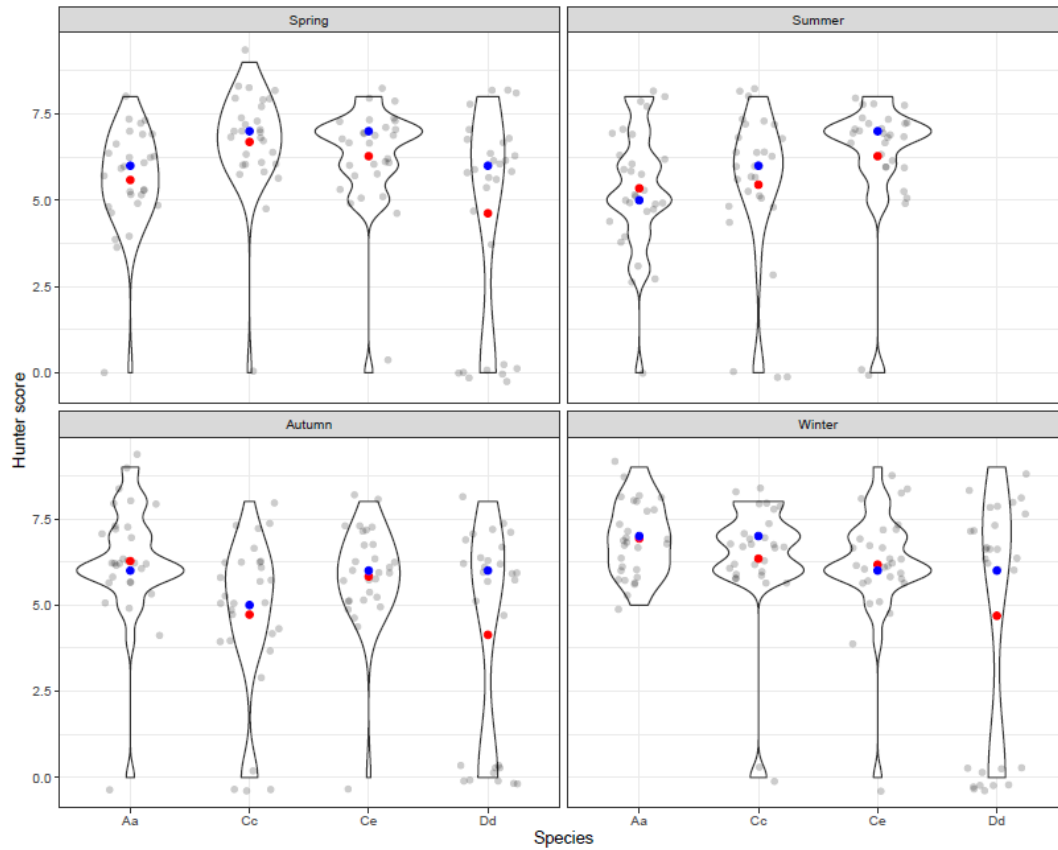 Spring
Summer
7.5
5.0
2.5
0.0
Hunter score
Autumn
Winter
7.5
5.0
2.5
0.0
Aa Cc Ce Dd
Aa Cc Ce Dd
Species